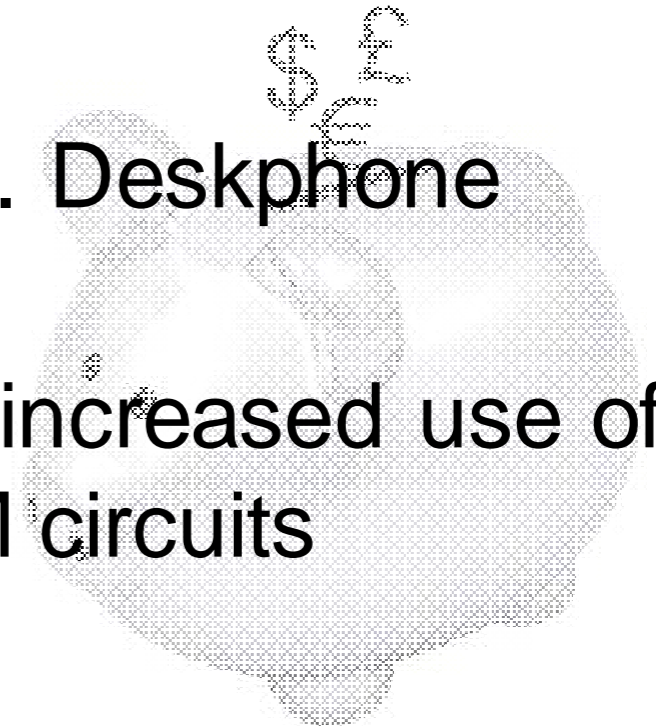 $ £
€
. Deskphone
increased use of
circuits